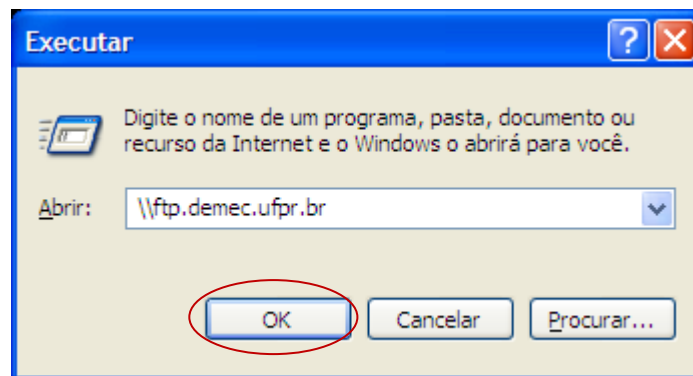 Executar
Digite o nome de um programa, pasta, documento ou
recurso da Internet e o Windows o abrirá para você.
Abrir: \\ftp.demec.ufpr.br
OK Cancelar Procurar...